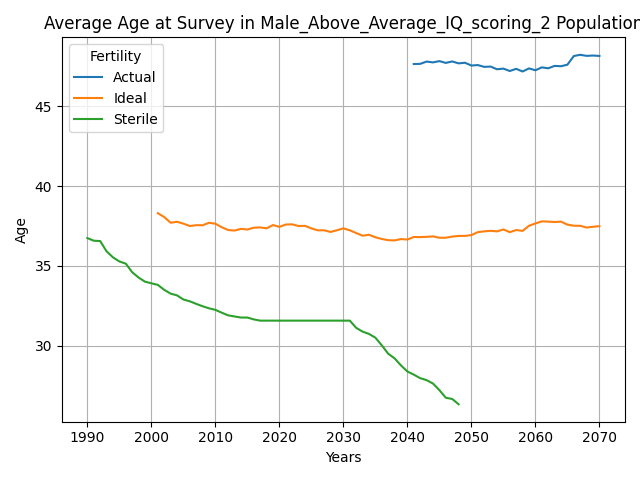 Average Age at Survey in Male_Above_Average_IQ_scoring_2 Population
Fertility
Actual
Ideal
Sterile
45
40
35
30
Age
1990 2000 2010 2020 2030 2040 2050 2060 2070
Years